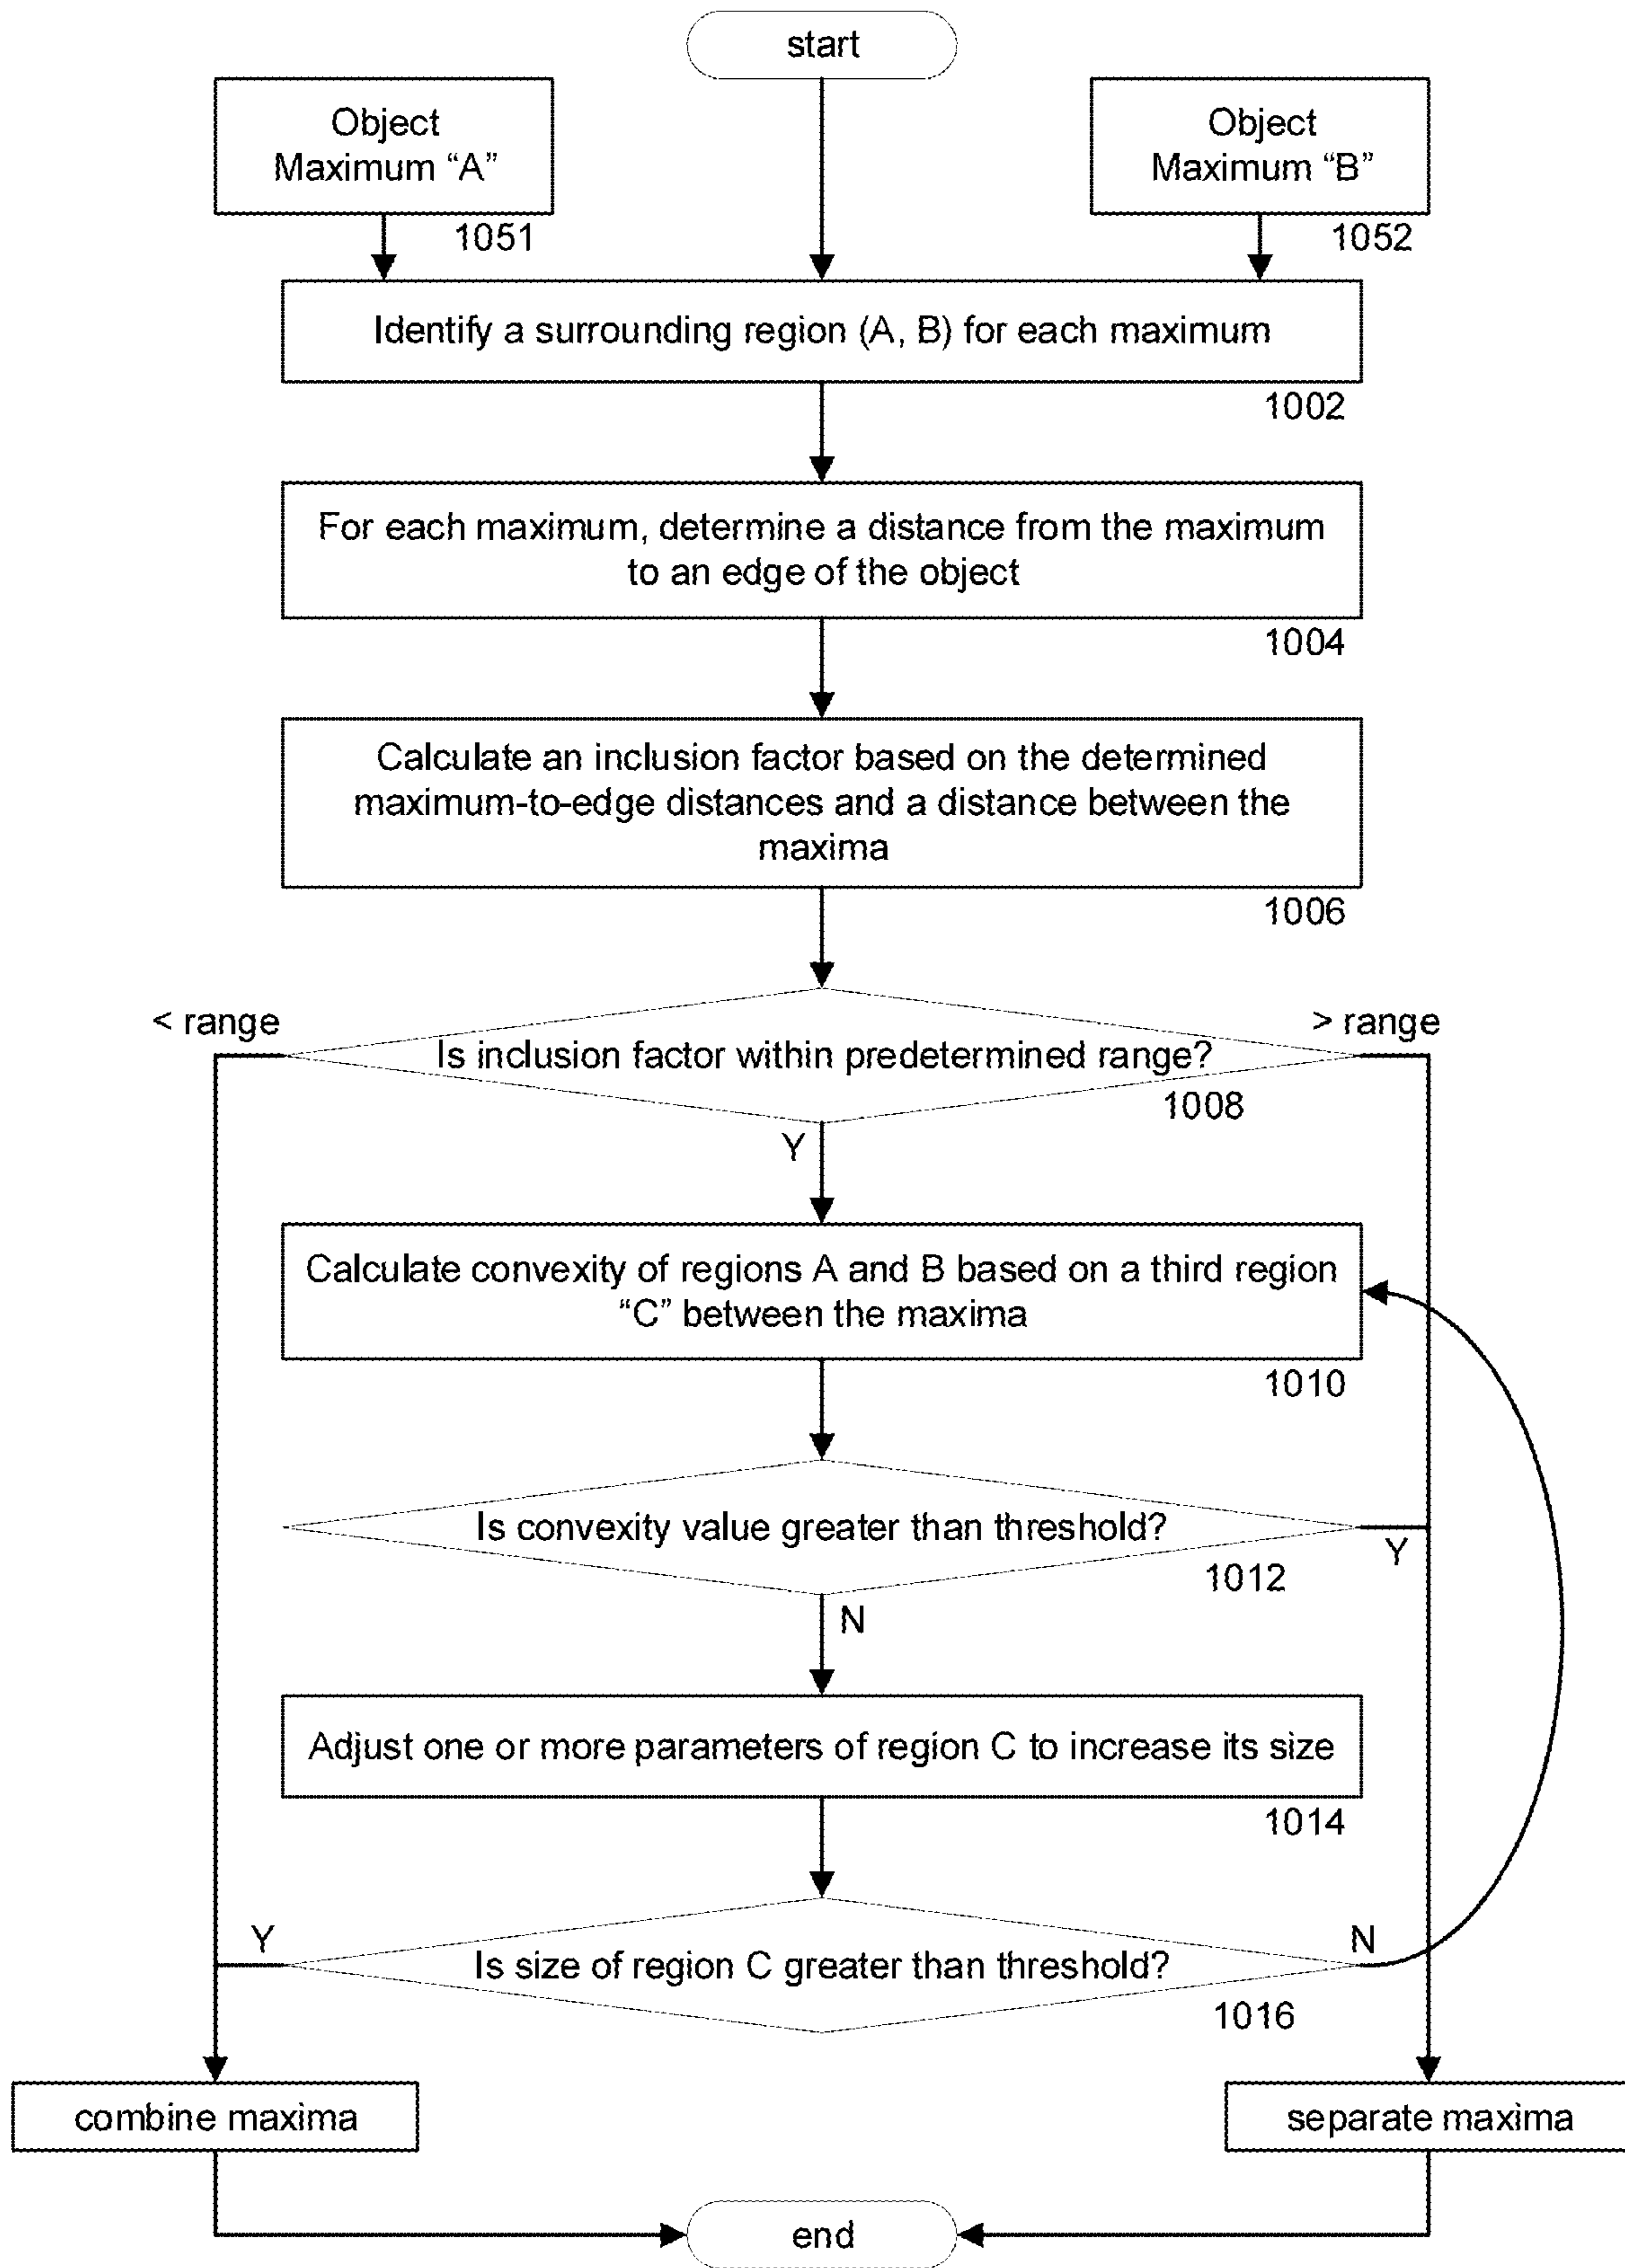 start
Object
Maximum “A”
1051
Object
Maximum “B”
1052
Identify a surrounding region (A, B) for each maximum
1002
For each maximum, determine a distance from the maximum
to an edge of the object
1004
Calculate an inclusion factor based on the determined
maximum-to-edge distances and a distance between the
maxima
1006
< range
> range
Is inclusion factor within predetermined range?
1008
Y
Calculate convexity of regions A and B based on a third region
“C” between the maxima
1010
Is convexity value greater than threshold?
Y
1012
N
Adjust one or more parameters of region C to increase its size
1014
Y
N
Is size of region C greater than threshold?
1016
combine maxima
separate maxima
end